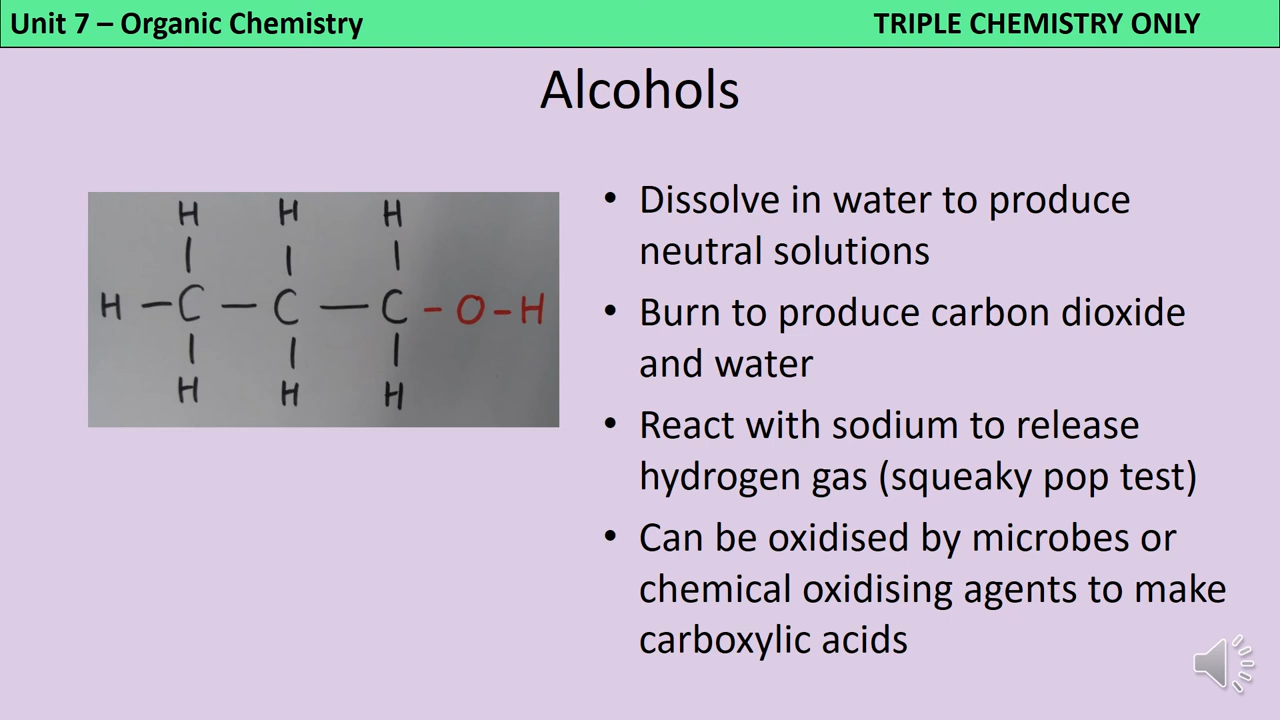 Unit 7 – Organic Chemistry
TRIPLE CHEMISTRY ONLY
Alcohols
H H H
H – C – C – C – O – H
H H H
• Dissolve in water to produce
neutral solutions
• Burn to produce carbon dioxide
and water
• React with sodium to release
hydrogen gas (squeaky pop test)
• Can be oxidised by microbes or
chemical oxidising agents to make
carboxylic acids